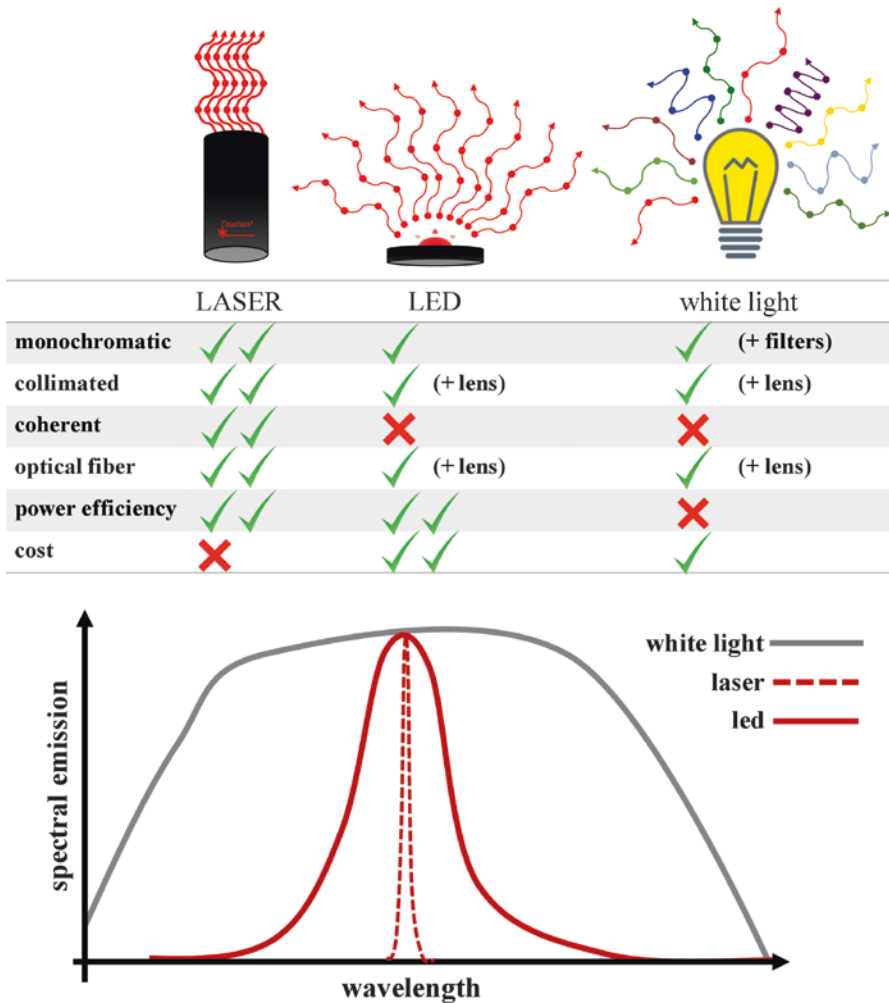 Caution!
LASER LED white light
monochromatic (+ filters)
collimated (+ lens) (+ lens)
coherent
optical fiber (+ lens) (+ lens)
power efficiency
cost
white light
laser
led
spectral emission
wavelength